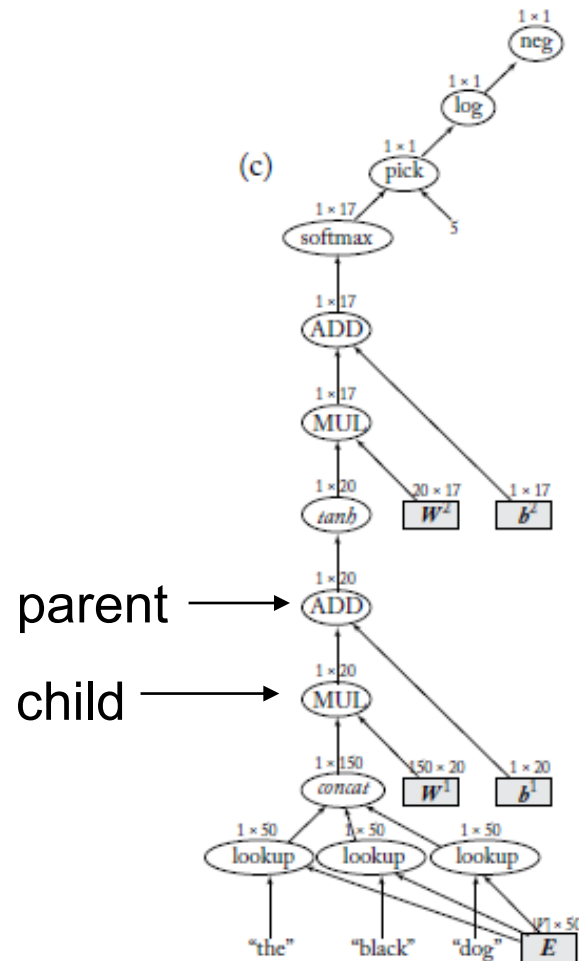 1 × 1
neg
1 × 1
log
1 × 1
(c)
pick
1 × 17
5
softmax
1 × 17
ADD
1 × 17
MUL
1 × 20
20 × 17
1 × 17
tanh
W²
b²
1 × 20
parent
ADD
1 × 20
child
MUL
1 × 150
150 × 20
1 × 20
concat
W¹
b¹
1 × 50
1 × 50
1 × 50
lookup
lookup
lookup
|V| × 50
"the"
"black"
"dog"
E